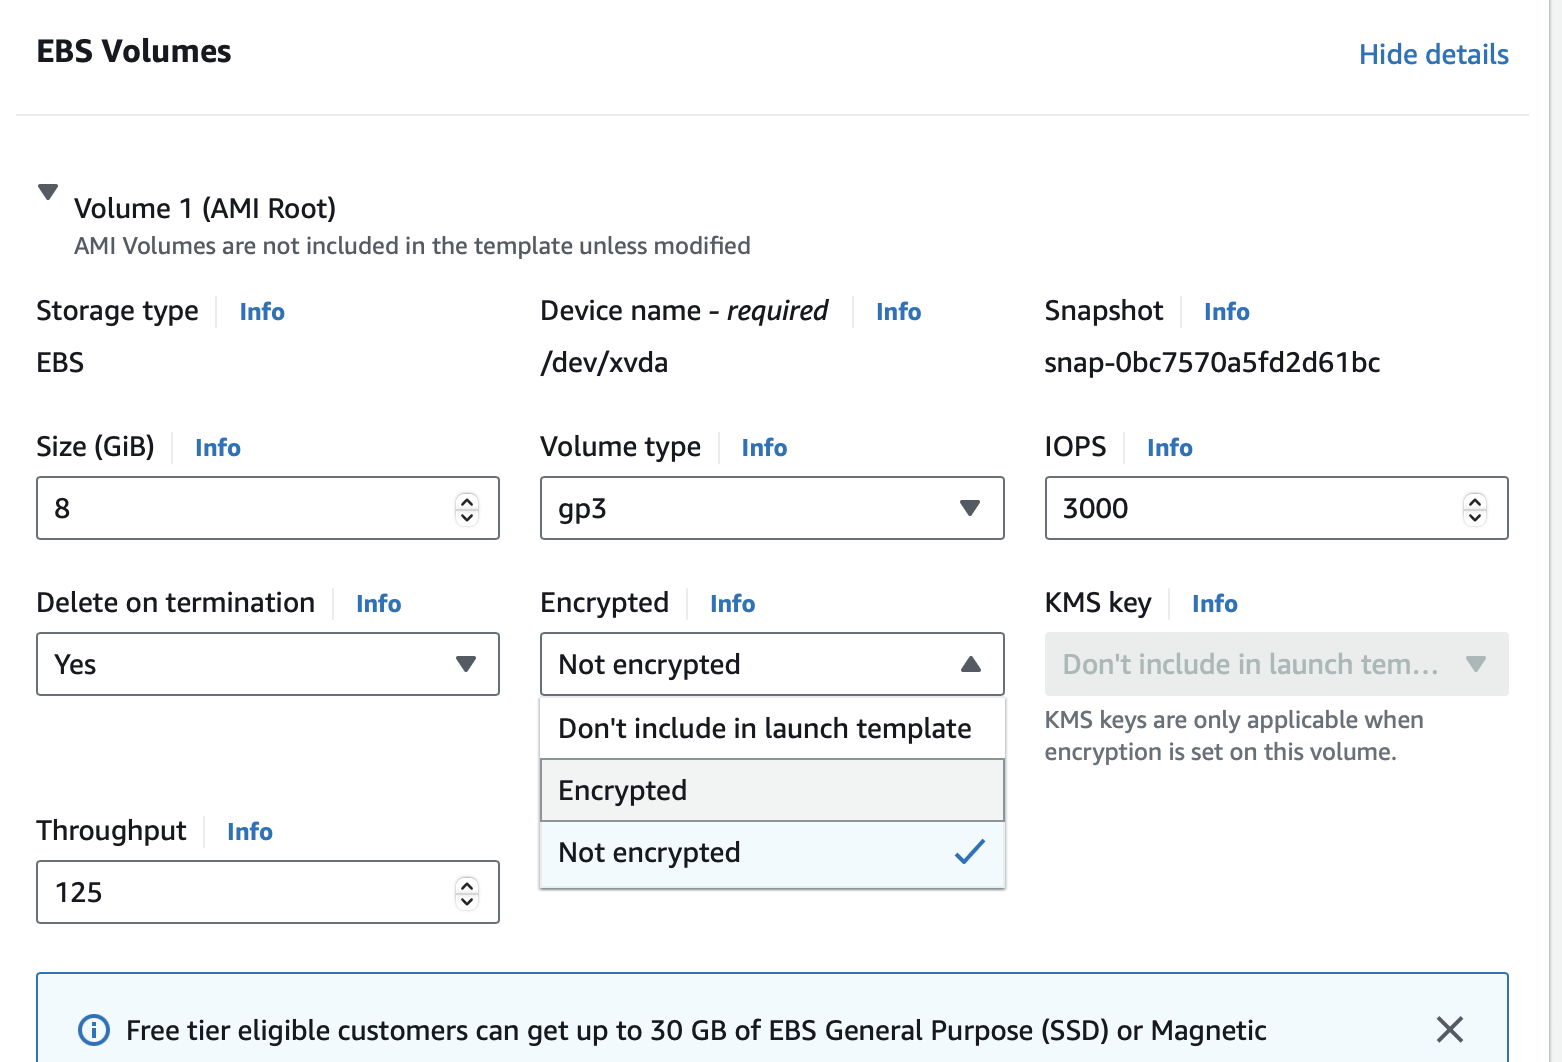 EBS Volumes
Hide details
Volume 1 (AMI Root)
AMI Volumes are not included in the template unless modified
Storage type Info
EBS
Device name - required Info
/dev/xvda
Snapshot Info
snap-0bc7570a5fd2d61bc
Size (GiB) Info
8
Volume type Info
gp3
IOPS Info
3000
Delete on termination Info
Yes
Encrypted Info
Not encrypted
Don't include in launch template
Encrypted
Not encrypted
KMS key Info
Don't include in launch tem...
KMS keys are only applicable when
encryption is set on this volume.
Throughput Info
125
Free tier eligible customers can get up to 30 GB of EBS General Purpose (SSD) or Magnetic